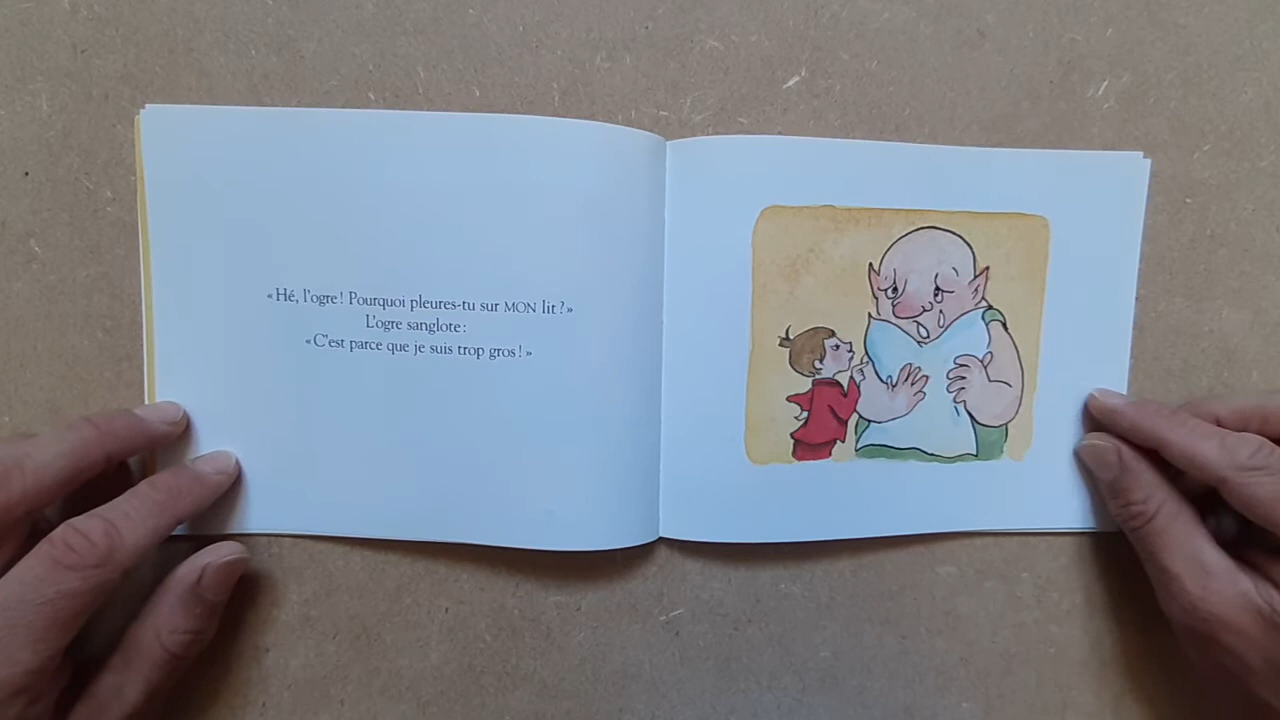 «Hé, l'ogre! Pourquoi pleures-tu sur MON lit?»
L'ogre sanglote:
«C'est parce que je suis trop gros!»